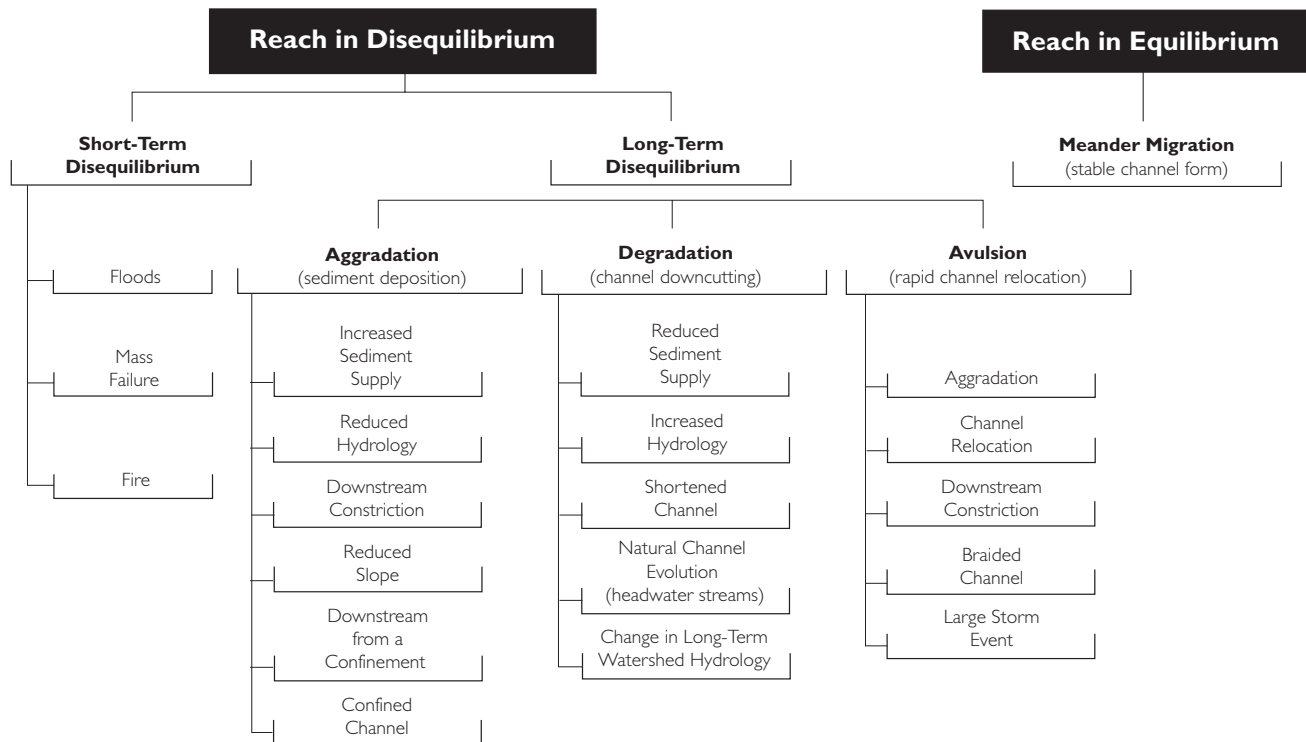 Reach in Disequilibrium
Reach in Equilibrium
Short-Term
Disequilibrium
Long-Term
Disequilibrium
Meander Migration
(stable channel form)
Floods
Mass
Failure
Fire
Aggradation
(sediment deposition)
Increased
Sediment
Supply
Reduced
Hydrology
Downstream
Constriction
Reduced
Slope
Downstream
from a
Confinement
Confined
Channel
Degradation
(channel downcutting)
Reduced
Sediment
Supply
Increased
Hydrology
Shortened
Channel
Natural Channel
Evolution
(headwater streams)
Change in Long-Term
Watershed Hydrology
Avulsion
(rapid channel relocation)
Aggradation
Channel
Relocation
Downstream
Constriction
Braided
Channel
Large Storm
Event